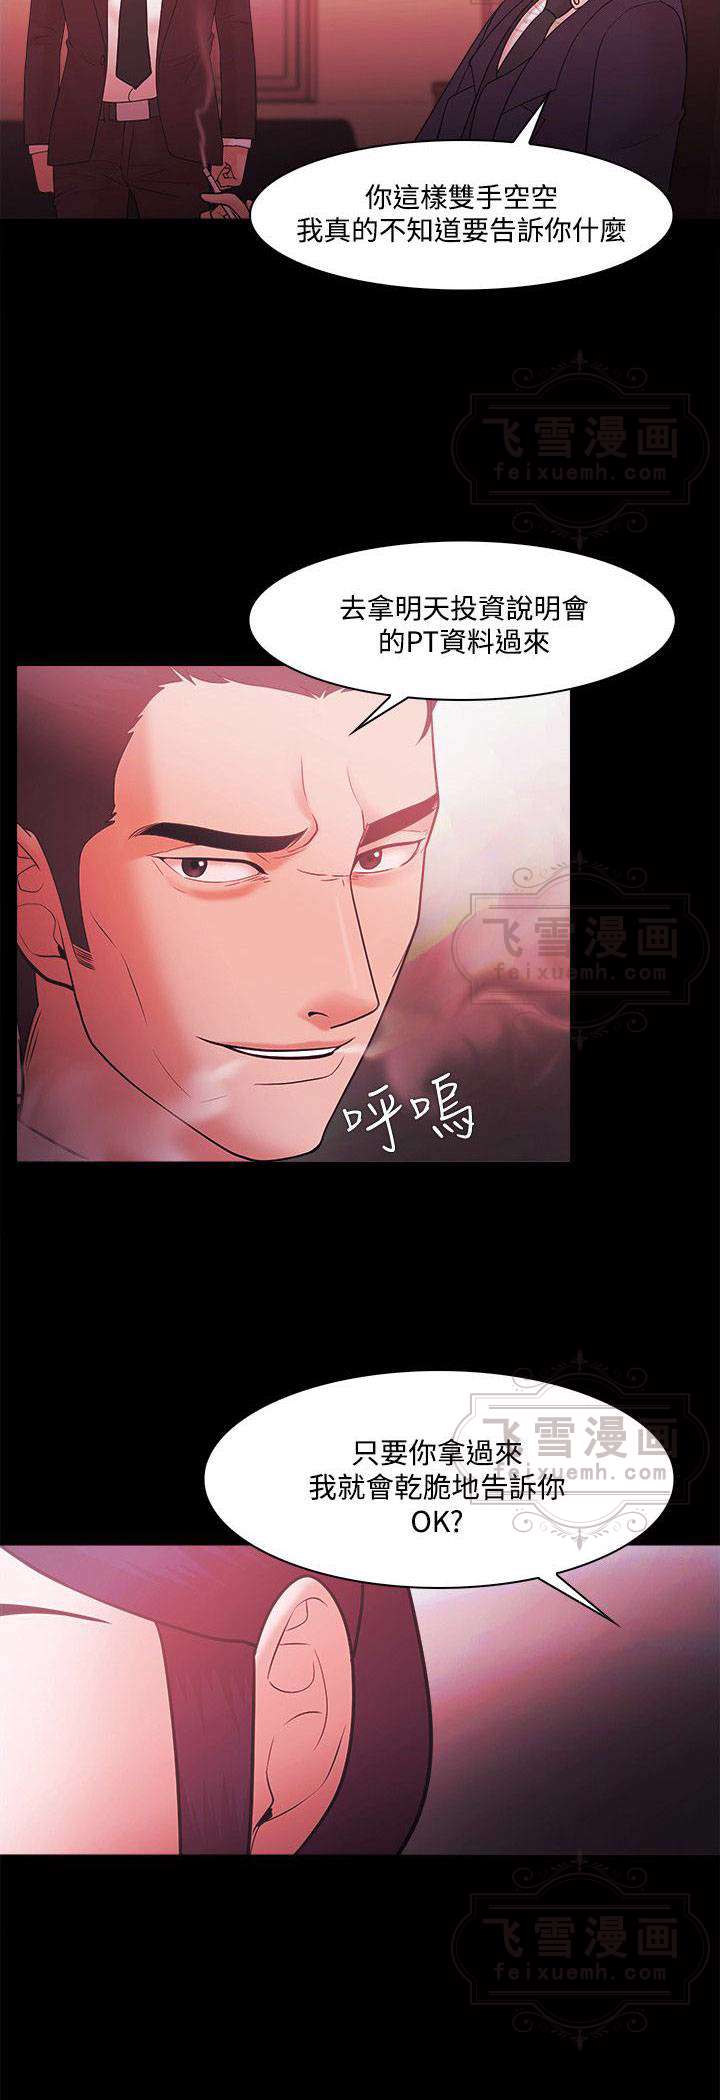 你這樣雙手空空
我真的不知道要告訴你什麼
飞雪漫画
feixuemh.com
去拿明天投資說明會
的PT資料過來
飞雪漫画
feixuemh.com
呼嗚
飞雪漫画
feixuemh.com
只要你拿過來
我就會乾脆地告訴你
OK?
飞雪漫画
feixuemh.com